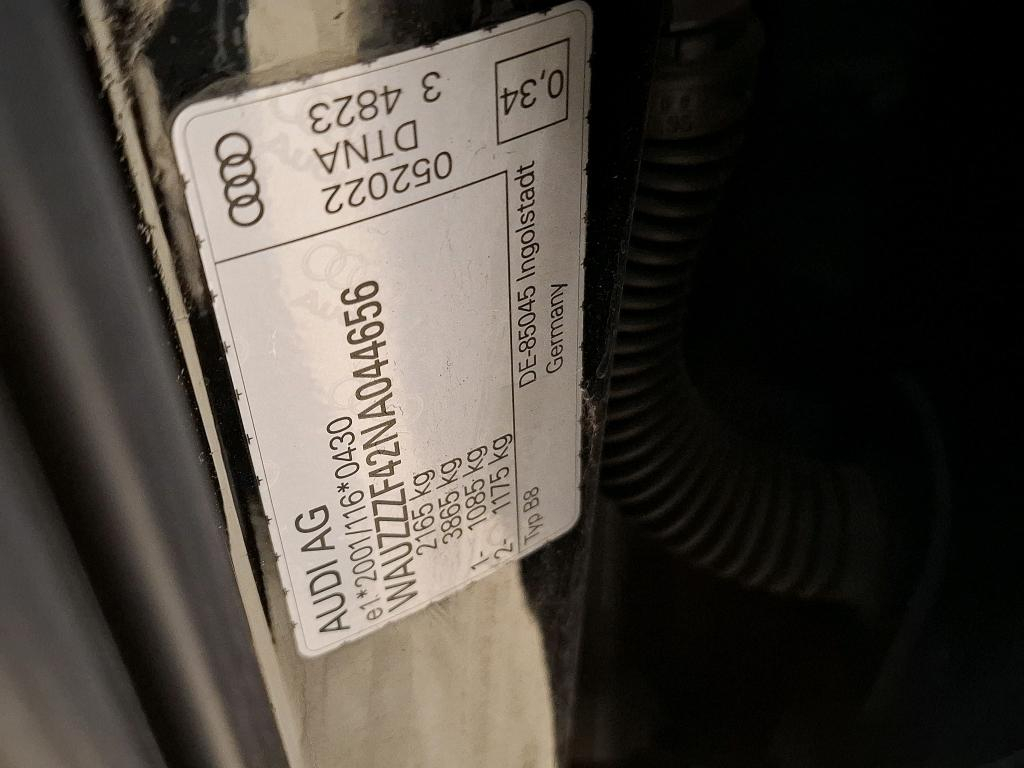 AUDI AG
e1*2001/116*0430
WAUZZZF42NA044656
2165 kg
3865 kg
1- 1085 kg
2- 1175 kg
Typ B8
DE-85045 Ingolstadt
Germany
052022
DTNA
3 4823
0,34